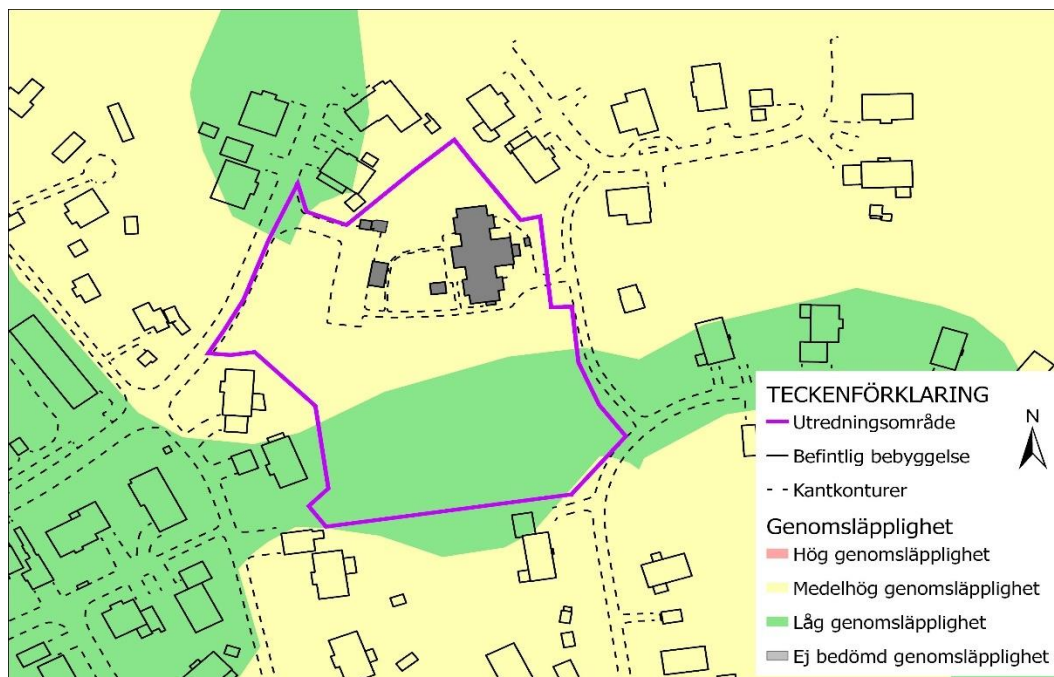 TECKENFÖRKLARING
Utredningsområde
N
Befintlig bebyggelse
Kantkonturer
Genomsläpplighet
Hög genomsläpplighet
Medelhög genomsläpplighet
Låg genomsläpplighet
Ej bedömd genomsläpplighet